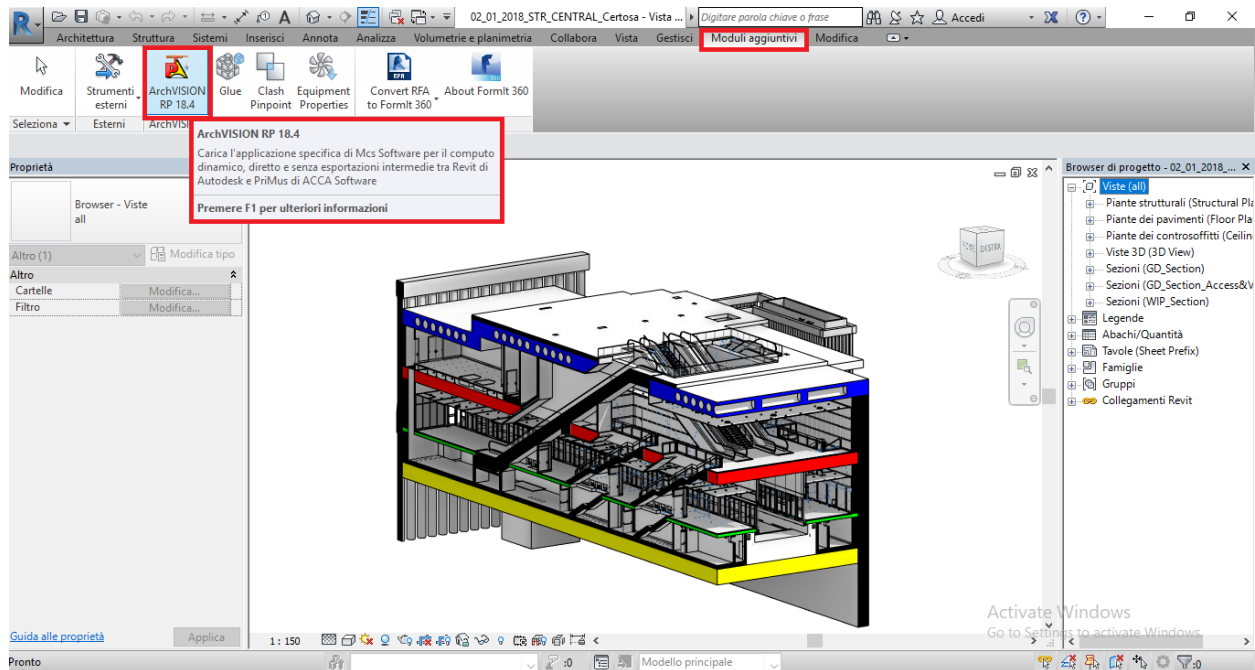 02_01_2018_STR_CENTRAL_Certosa - Vista ...
Digitare parola chiave o frase
Accedi
Architettura Struttura Sistemi Inserisci Annota Analizza Volumetrie e planimetria Collabora Vista Gestisci Moduli aggiuntivi Modifica
Modifica
Strumenti esterni
ArchVISION RP 18.4
Glue
Clash Pinpoint
Equipment Properties
Convert RFA to FormIt 360
About FormIt 360
Seleziona
Esterni
ArchVIS
ArchVISION RP 18.4
Carica l'applicazione specifica di Mcs Software per il computo
dinamico, diretto e senza esportazioni intermedie tra Revit di
Autodesk e PriMus di ACCA Software
Premere F1 per ulteriori informazioni
Proprietà
Browser - Viste
all
Altro (1)
Modifica tipo
Altro
Cartelle Modifica...
Filtro Modifica...
Guida alle proprietà
Applica
DESTRA
Browser di progetto - 02_01_2018_...
Viste (all)
Piante strutturali (Structural Pla
Piante dei pavimenti (Floor Pla
Piante dei controsoffitti (Ceilin
Viste 3D (3D View)
Sezioni (GD_Section)
Sezioni (GD_Section_Access&V
Sezioni (WIP_Section)
Legende
Abachi/Quantità
Tavole (Sheet Prefix)
Famiglie
Gruppi
Collegamenti Revit
Activate Windows
Go to Settings to activate Windows.
1 : 150
Pronto
:0
Modello principale
:0